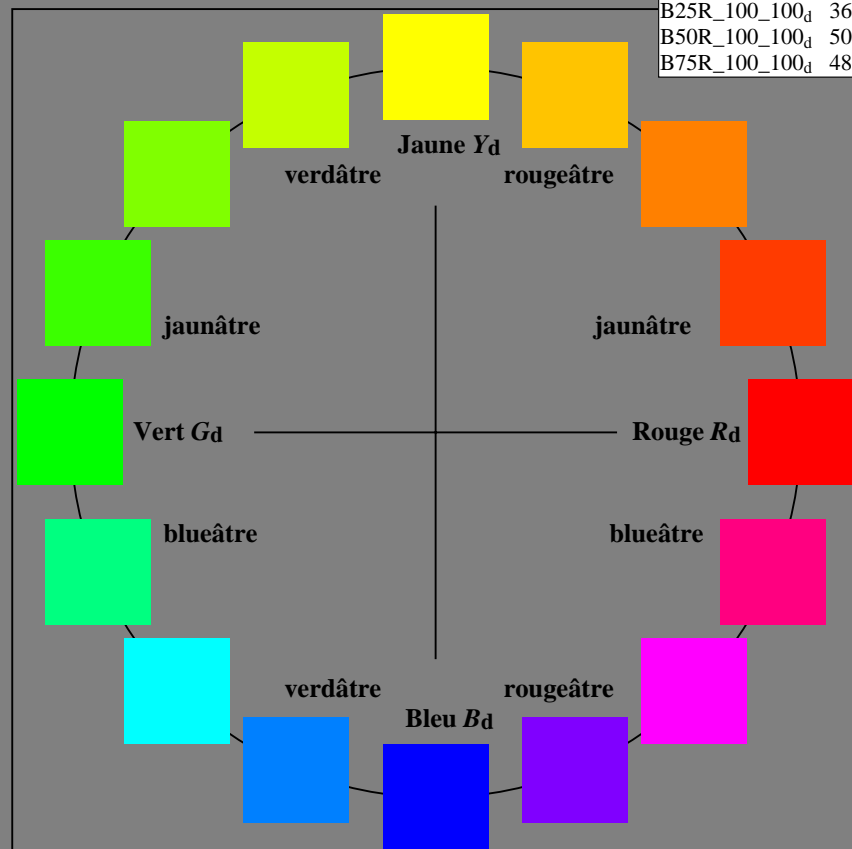 B25R_100_100d 36
B50R_100_100d 50
B75R_100_100d 48
Jaune Yd
verdâtre rougeâtre
jaunâtre jaunâtre
Vert Gd Rouge Rd
blueâtre blueâtre
verdâtre rougeâtre
Bleu Bd